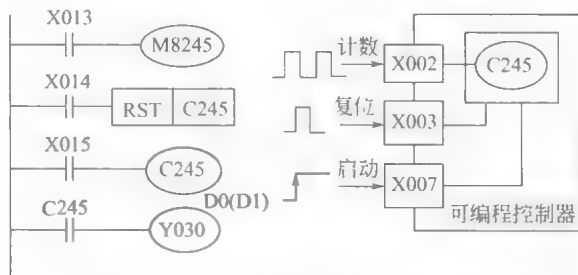 X013
M8245
X014
RST C245
X015
C245
D0(D1)
C245
Y030
计数 X002 C245
复位 X003
启动 X007
可编程控制器